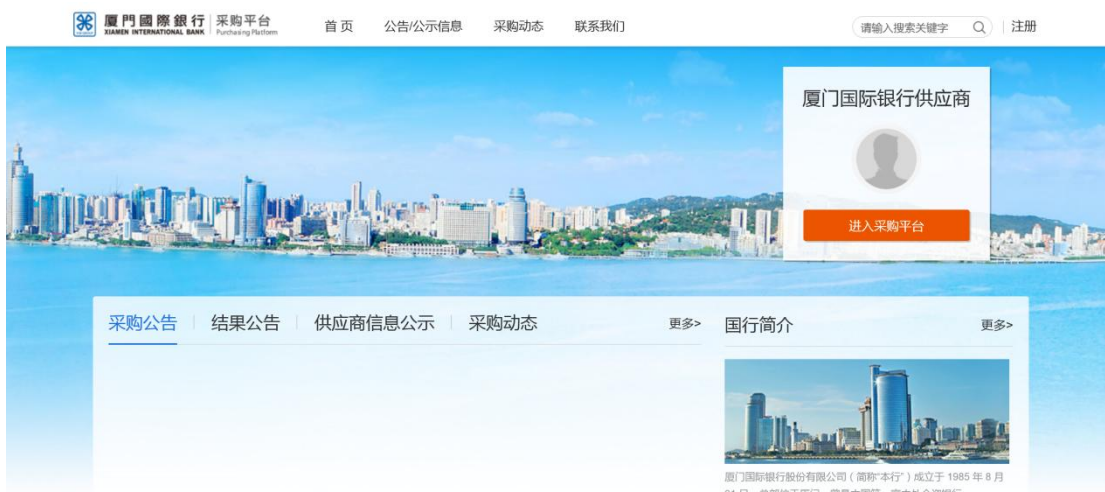 厦門國際銀行 采购平台
XIAMEN INTERNATIONAL BANK Purchasing Platform
首 页 公告/公示信息 采购动态 联系我们
请输入搜索关键字 注册
厦门国际银行供应商
进入采购平台
采购公告 结果公告 供应商信息公示 采购动态 更多>
国行简介 更多>
厦门国际银行股份有限公司（简称“本行”）成立于 1985 年 8 月